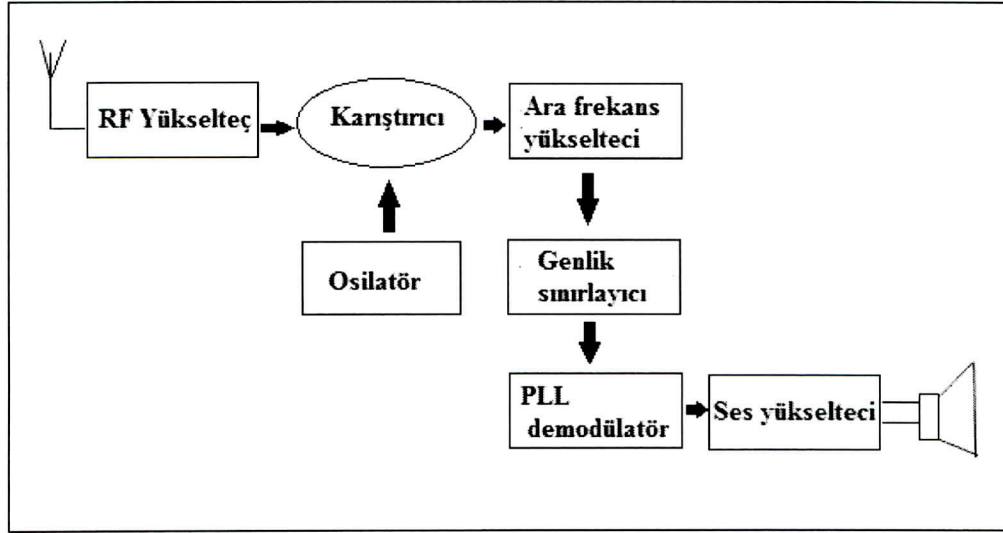 RF Yükselteç
Karıştırıcı
Ara frekans
yükselteci
Osilatör
Genlik
sınırlayıcı
PLL
demodülatör
Ses yükselteci